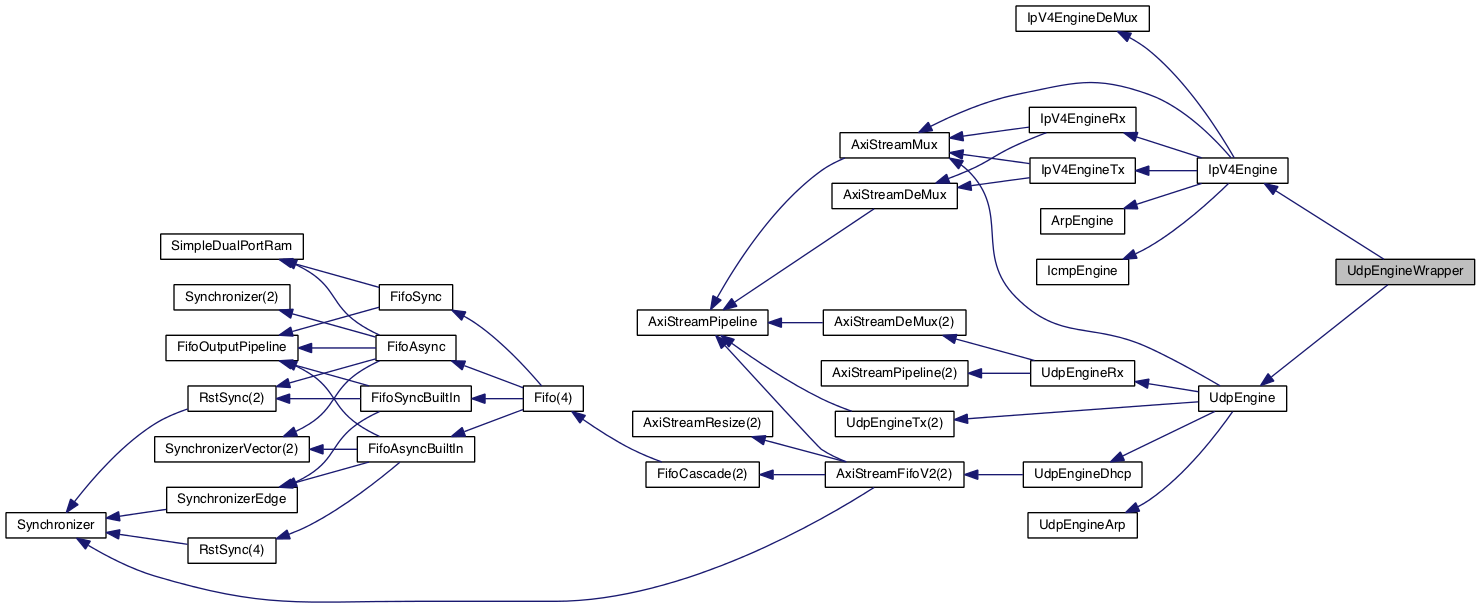 IpV4EngineDeMux
IpV4EngineRx
AxiStreamMux
IpV4EngineTx
IpV4Engine
AxiStreamDeMux
ArpEngine
SimpleDualPortRam
IcmpEngine
UdpEngineWrapper
Synchronizer(2)
FifoSync
AxiStreamPipeline
AxiStreamDeMux(2)
FifoOutputPipeline
FifoAsync
AxiStreamPipeline(2)
UdpEngineRx
RstSync(2)
FifoSyncBuiltIn
Fifo(4)
UdpEngine
AxiStreamResize(2)
UdpEngineTx(2)
SynchronizerVector(2)
FifoAsyncBuiltIn
FifoCascade(2)
AxiStreamFifoV2(2)
UdpEngineDhcp
SynchronizerEdge
Synchronizer
UdpEngineArp
RstSync(4)